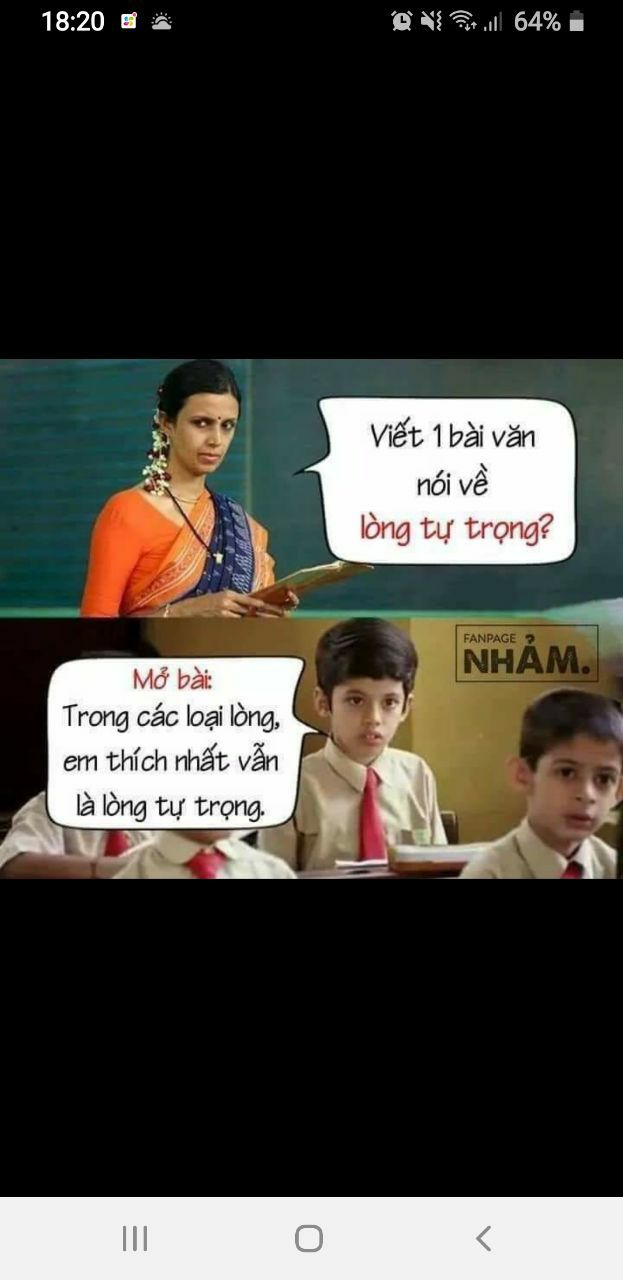 18:20
64%
Viết 1 bài văn
nói về
lòng tự trọng?
FANPAGE
NHẢM.
Mở bài:
Trong các loại lòng,
em thích nhất vẫn
là lòng tự trọng.